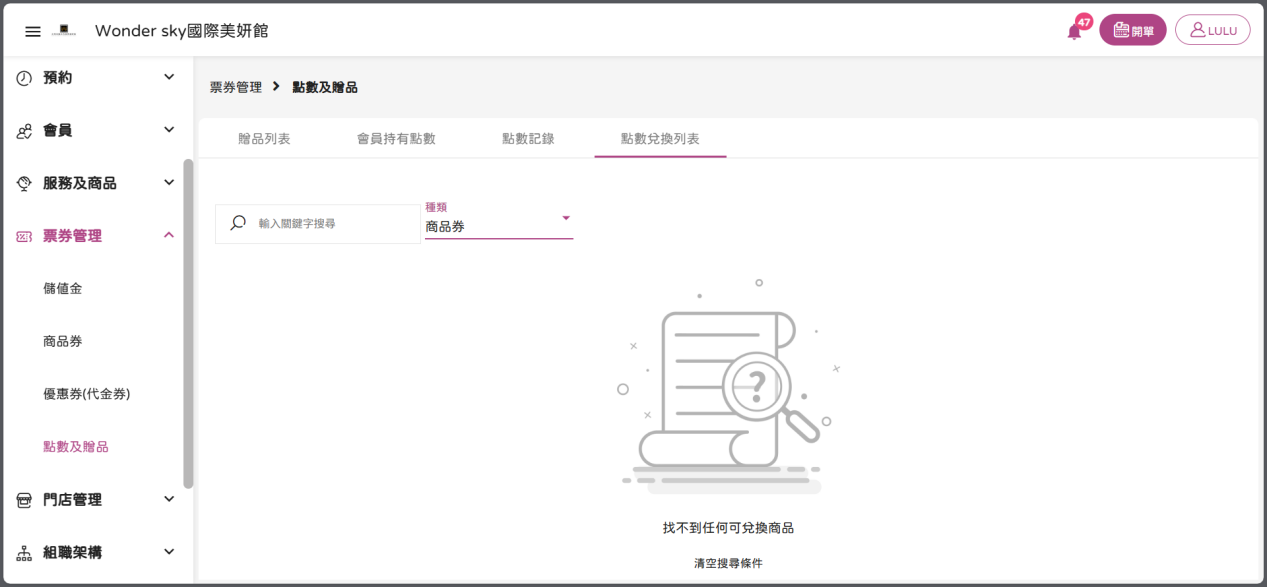 Wonder sky國際美妍館
47
開單
LULU
預約
會員
服務及商品
票券管理
儲值金
商品券
優惠券(代金券)
點數及贈品
門店管理
組職架構
票券管理 > 點數及贈品
贈品列表 會員持有點數 點數記錄 點數兌換列表
輸入關鍵字搜尋
種類
商品券
?
找不到任何可兌換商品
清空搜尋條件